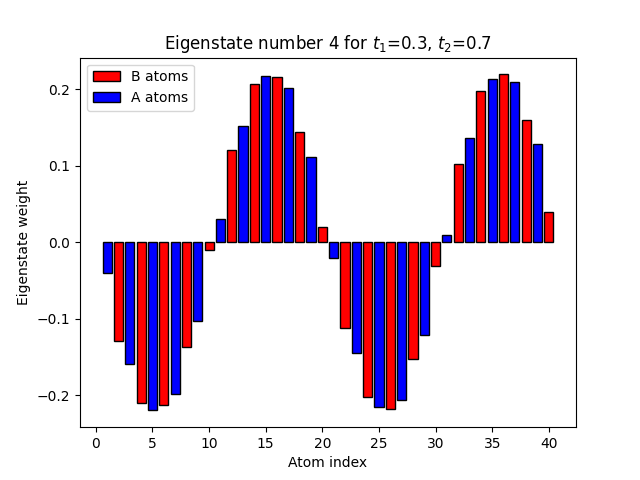 Eigenstate number 4 for t₁=0.3, t₂=0.7
B atoms
A atoms
Eigenstate weight
0.2
0.1
0.0
−0.1
−0.2
0 5 10 15 20 25 30 35 40
Atom index